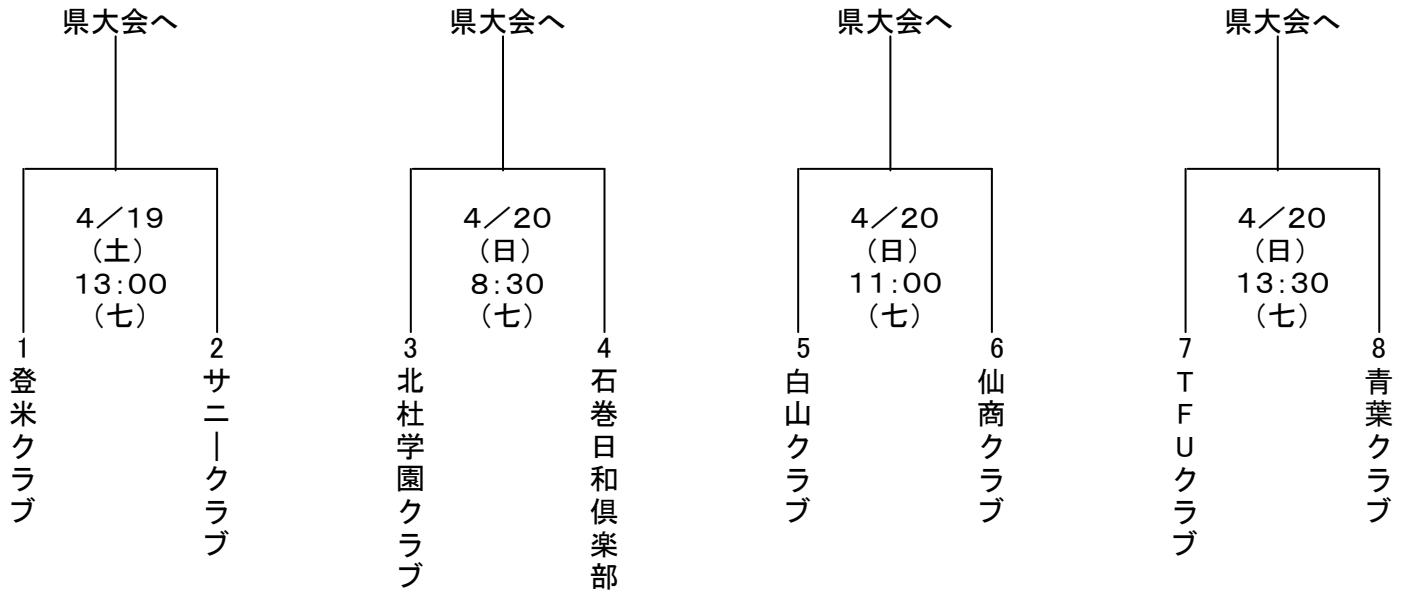 県大会へ
県大会へ
県大会へ
県大会へ
4／19
（土）
13：00
（七）
4／20
（日）
8：30
（七）
4／20
（日）
11：00
（七）
4／20
（日）
13：30
（七）
1
登米クラブ
2
サニークラブ
3
北杜学園クラブ
4
石巻日和倶楽部
5
白山クラブ
6
仙商クラブ
7
TFUクラブ
8
青葉クラブ